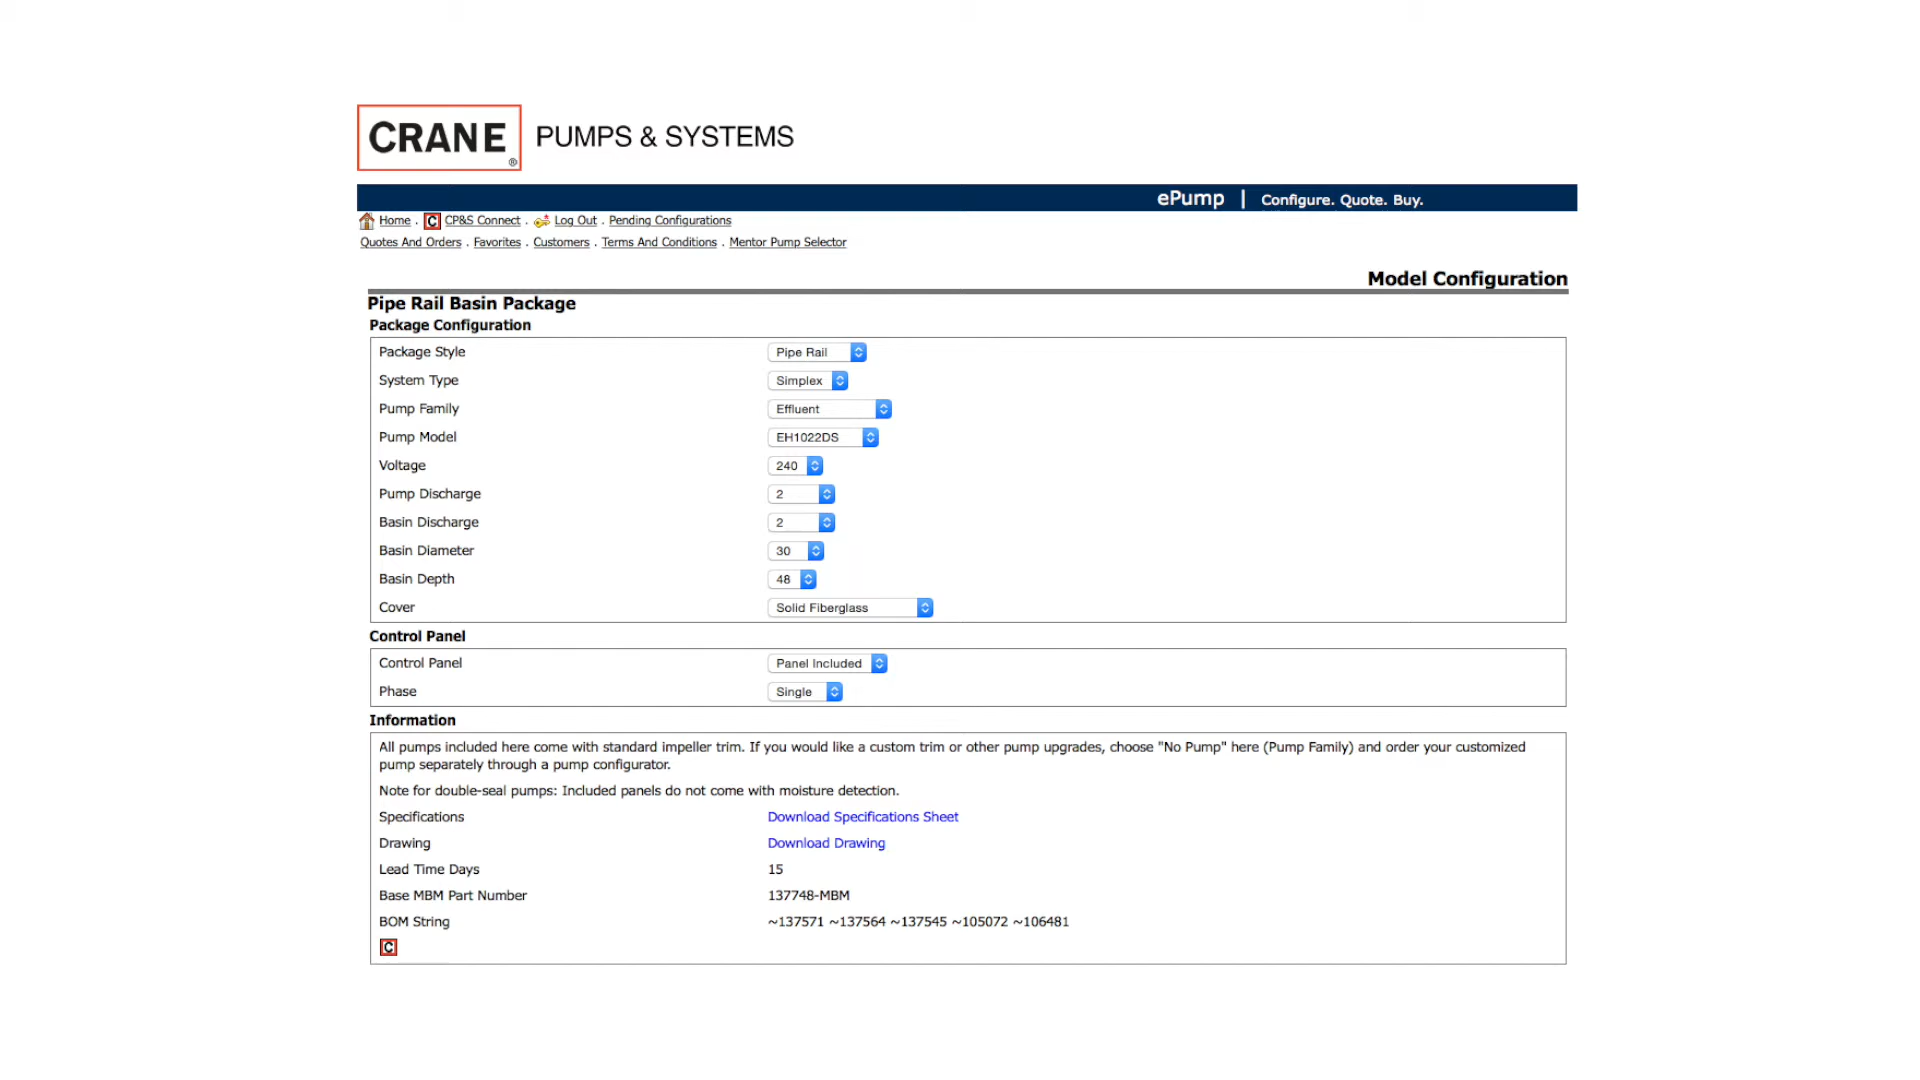 CRANE ® PUMPS & SYSTEMS
ePump | Configure. Quote. Buy.
Home . C CP&S Connect . Log Out . Pending Configurations
Quotes And Orders . Favorites . Customers . Terms And Conditions . Mentor Pump Selector
Model Configuration
Pipe Rail Basin Package
Package Configuration
Package Style Pipe Rail
System Type Simplex
Pump Family Effluent
Pump Model EH1022DS
Voltage 240
Pump Discharge 2
Basin Discharge 2
Basin Diameter 30
Basin Depth 48
Cover Solid Fiberglass
Control Panel
Control Panel Panel Included
Phase Single
Information
All pumps included here come with standard impeller trim. If you would like a custom trim or other pump upgrades, choose "No Pump" here (Pump Family) and order your customized
pump separately through a pump configurator.
Note for double-seal pumps: Included panels do not come with moisture detection.
Specifications Download Specifications Sheet
Drawing Download Drawing
Lead Time Days 15
Base MBM Part Number 137748-MBM
BOM String ~137571 ~137564 ~137545 ~105072 ~106481
C